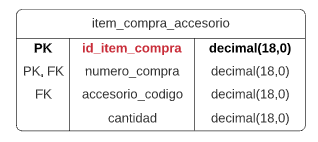 item_compra_accesorio
PK id_item_compra decimal(18,0)
PK, FK numero_compra decimal(18,0)
FK accesorio_codigo decimal(18,0)
cantidad decimal(18,0)